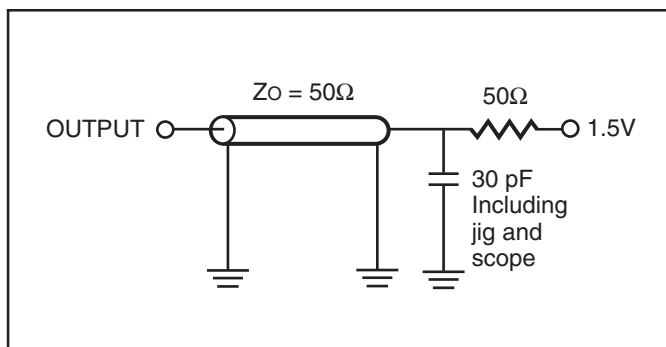 ZO = 50Ω
50Ω
OUTPUT
1.5V
30 pF
Including
jig and
scope